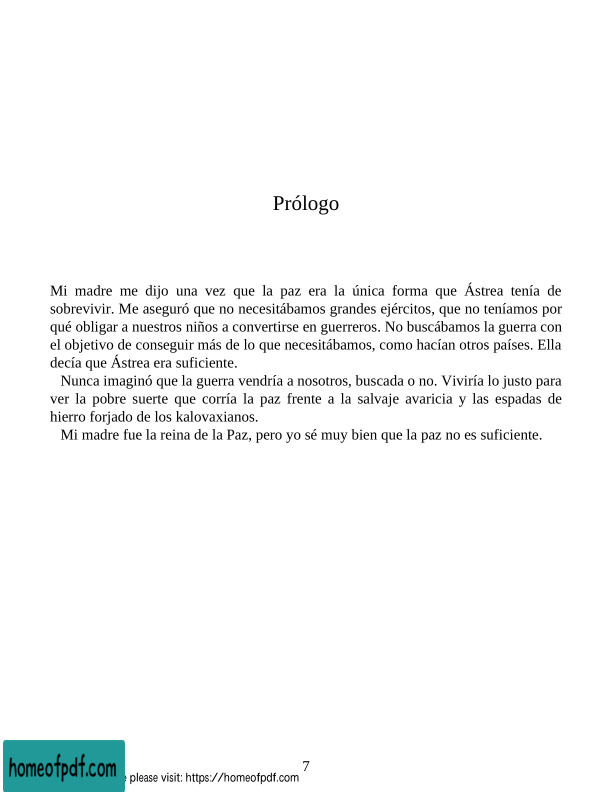 Prólogo
Mi madre me dijo una vez que la paz era la única forma que Ástrea tenía de
sobrevivir. Me aseguró que no necesitábamos grandes ejércitos, que no teníamos por
qué obligar a nuestros niños a convertirse en guerreros. No buscábamos la guerra con
el objetivo de conseguir más de lo que necesitábamos, como hacían otros países. Ella
decía que Ástrea era suficiente.
Nunca imaginó que la guerra vendría a nosotros, buscada o no. Viviría lo justo para
ver la pobre suerte que corría la paz frente a la salvaje avaricia y las espadas de
hierro forjado de los kalovaxianos.
Mi madre fue la reina de la Paz, pero yo sé muy bien que la paz no es suficiente.
7
homeofpdf.com
please visit: https://homeofpdf.com